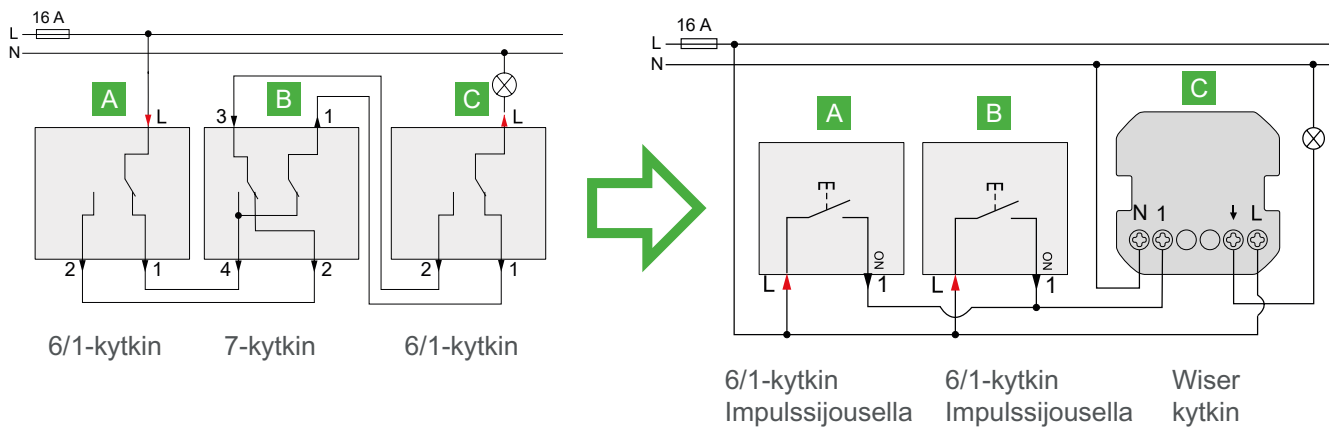 16 A
L
N
A
B
C
L
3
1
L
2
1
4
2
2
1
6/1-kytkin
7-kytkin
6/1-kytkin
16 A
L
N
A
B
C
E
E
N 1 L
NO
NO
L
1
L
1
6/1-kytkin
Impulssijousella
6/1-kytkin
Impulssijousella
Wiser
kytkin